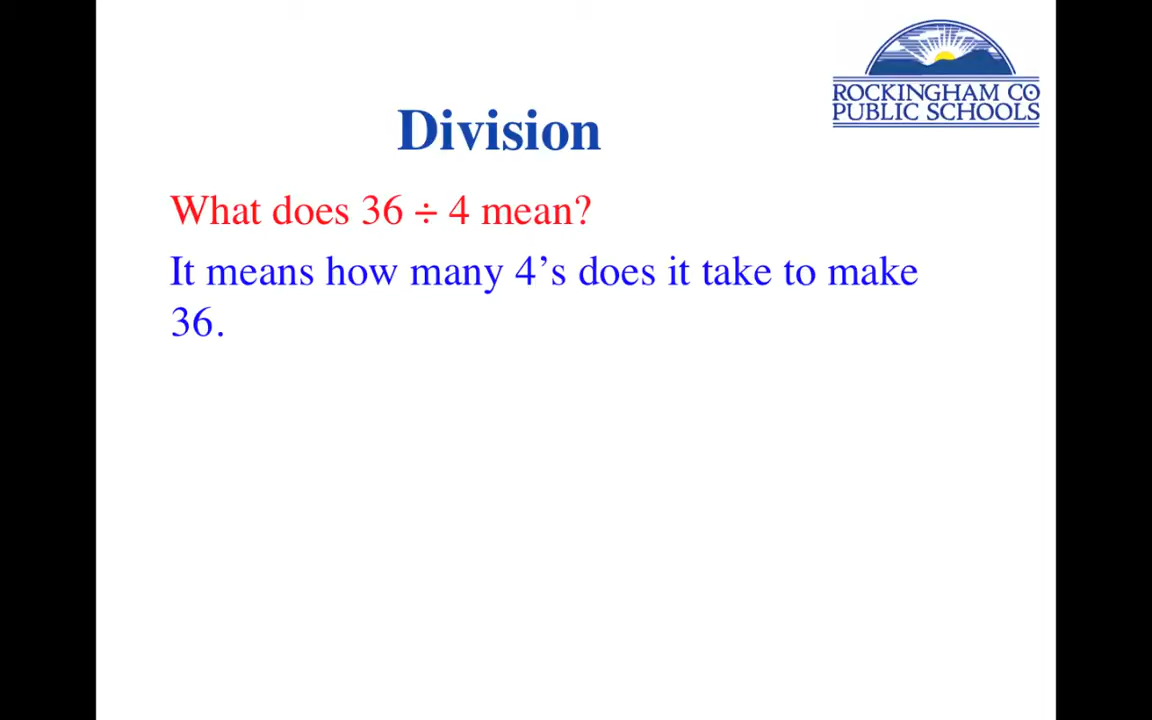 ROCKINGHAM CO
PUBLIC SCHOOLS
Division
What does 36 ÷ 4 mean?
It means how many 4’s does it take to make
36.